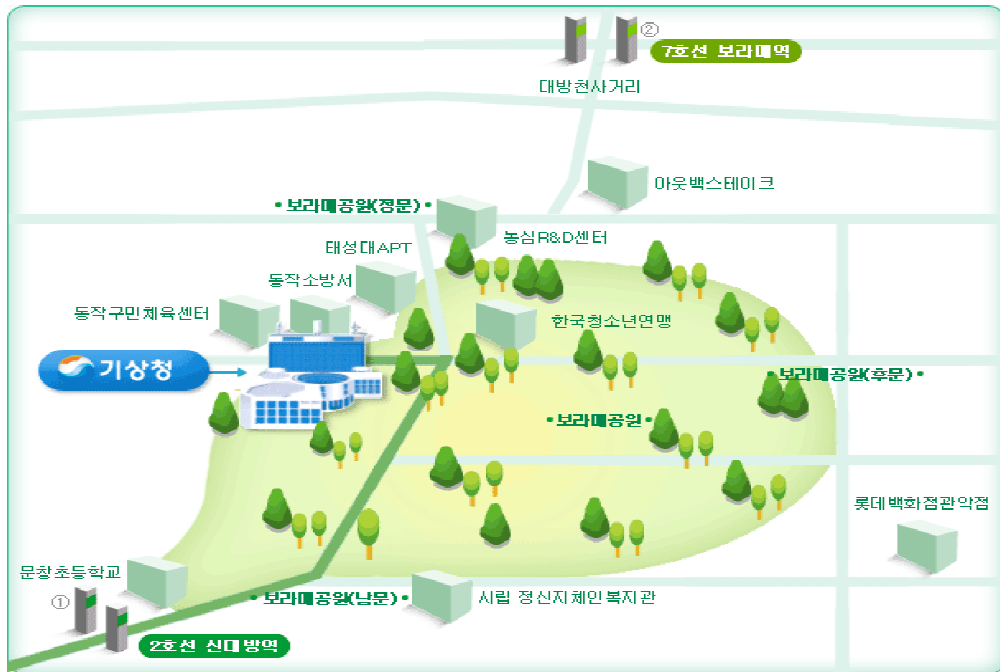 ②
7호선 보라매역
대방천사거리
아웃백스테이크
• 보라매공원(정문) •
농심R&D센터
태성대APT
동작소방서
동작구민체육센터
한국청소년연맹
기상청
• 보라매공원(후문) •
• 보라매공원 •
롯데백화점관악점
문창초등학교
①
• 보라매공원(남문) •
시립 정신지체인복지관
2호선 신대방역